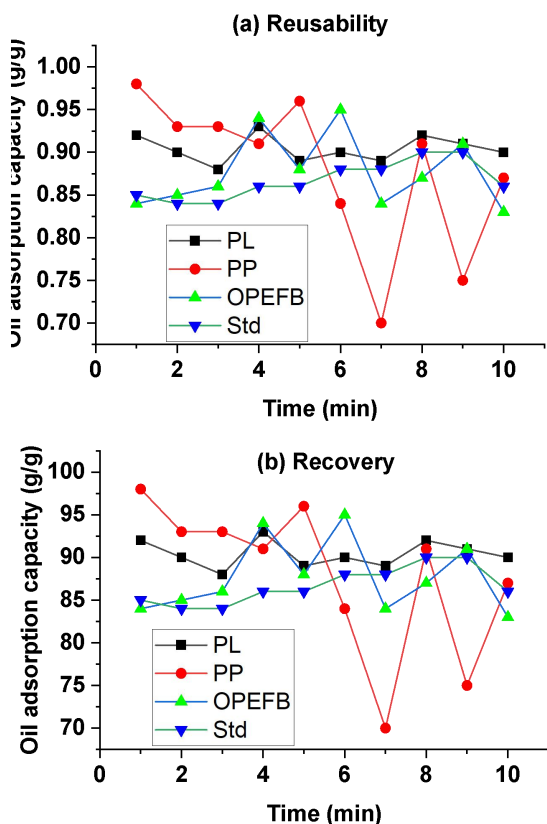 (a) Reusability
Oil adsorption capacity (g/g)
1.00
0.95
0.90
0.85
0.80
0.75
0.70
PL
PP
OPEFB
Std
0 2 4 6 8 10
Time (min)
(b) Recovery
Oil adsorption capacity (g/g)
100
95
90
85
80
75
70
PL
PP
OPEFB
Std
0 2 4 6 8 10
Time (min)